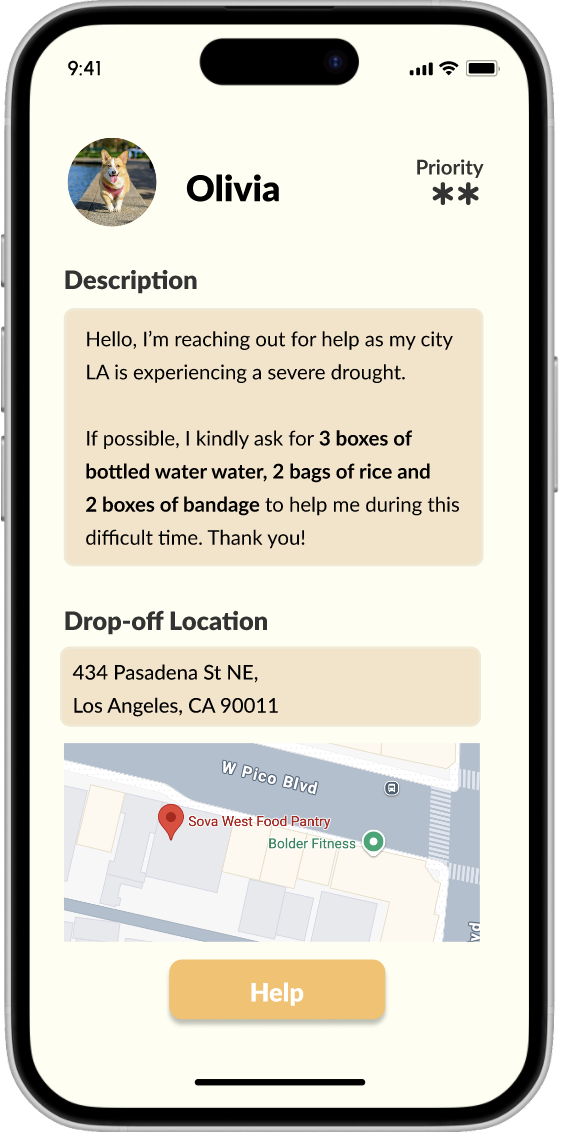 9:41
Olivia
Priority
**
Description
Hello, I’m reaching out for help as my city
LA is experiencing a severe drought.
If possible, I kindly ask for 3 boxes of
bottled water water, 2 bags of rice and
2 boxes of bandage to help me during this
difficult time. Thank you!
Drop-off Location
434 Pasadena St NE,
Los Angeles, CA 90011
W Pico Blvd
Sova West Food Pantry
Bolder Fitness
vd
Help